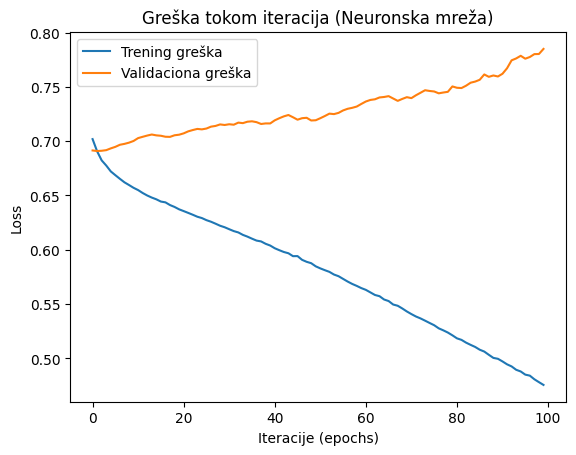 Greška tokom iteracija (Neuronska mreža)
Trening greška
Validaciona greška
0.80
0.75
0.70
0.65
0.60
0.55
0.50
Loss
0
20
40
60
80
100
Iteracije (epochs)